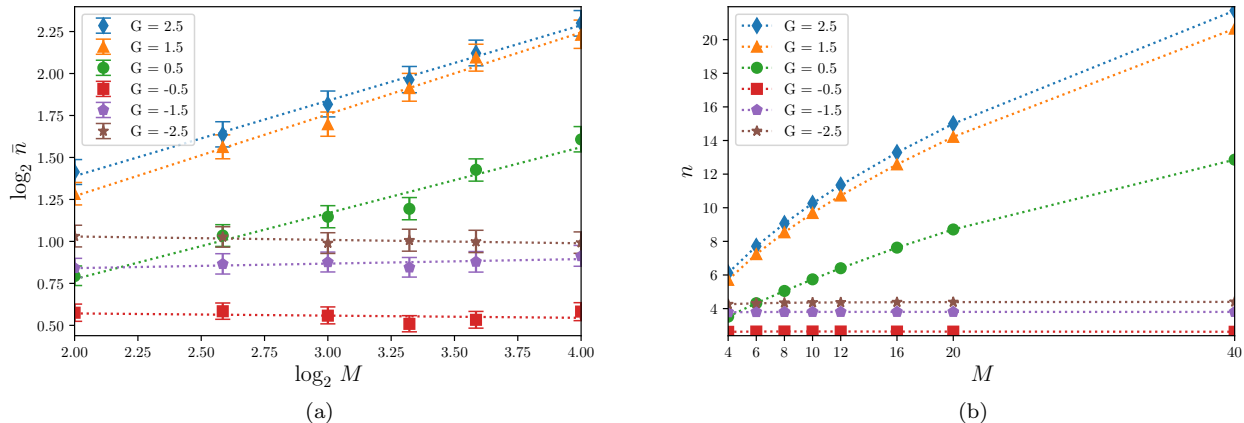 G = 2.5
G = 1.5
G = 0.5
G = -0.5
G = -1.5
G = -2.5
2.25
2.00
1.75
1.50
1.25
1.00
0.75
0.50
log₂ n̄
2.00 2.25 2.50 2.75 3.00 3.25 3.50 3.75 4.00
log₂ M
(a)
G = 2.5
G = 1.5
G = 0.5
G = -0.5
G = -1.5
G = -2.5
20
18
16
14
12
10
8
6
4
n
4 6 8 10 12 16 20 40
M
(b)